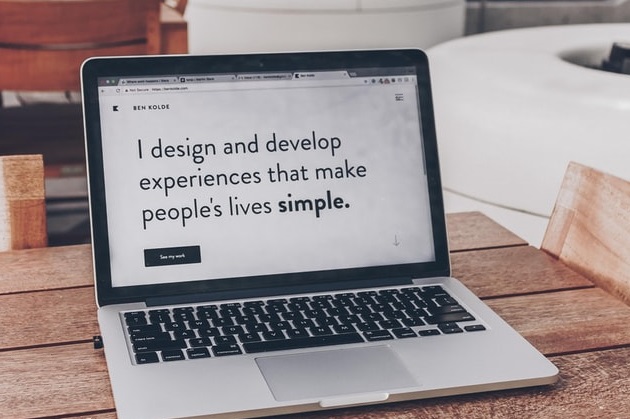 BEN KOLDE
I design and develop
experiences that make
people's lives simple.
See my work